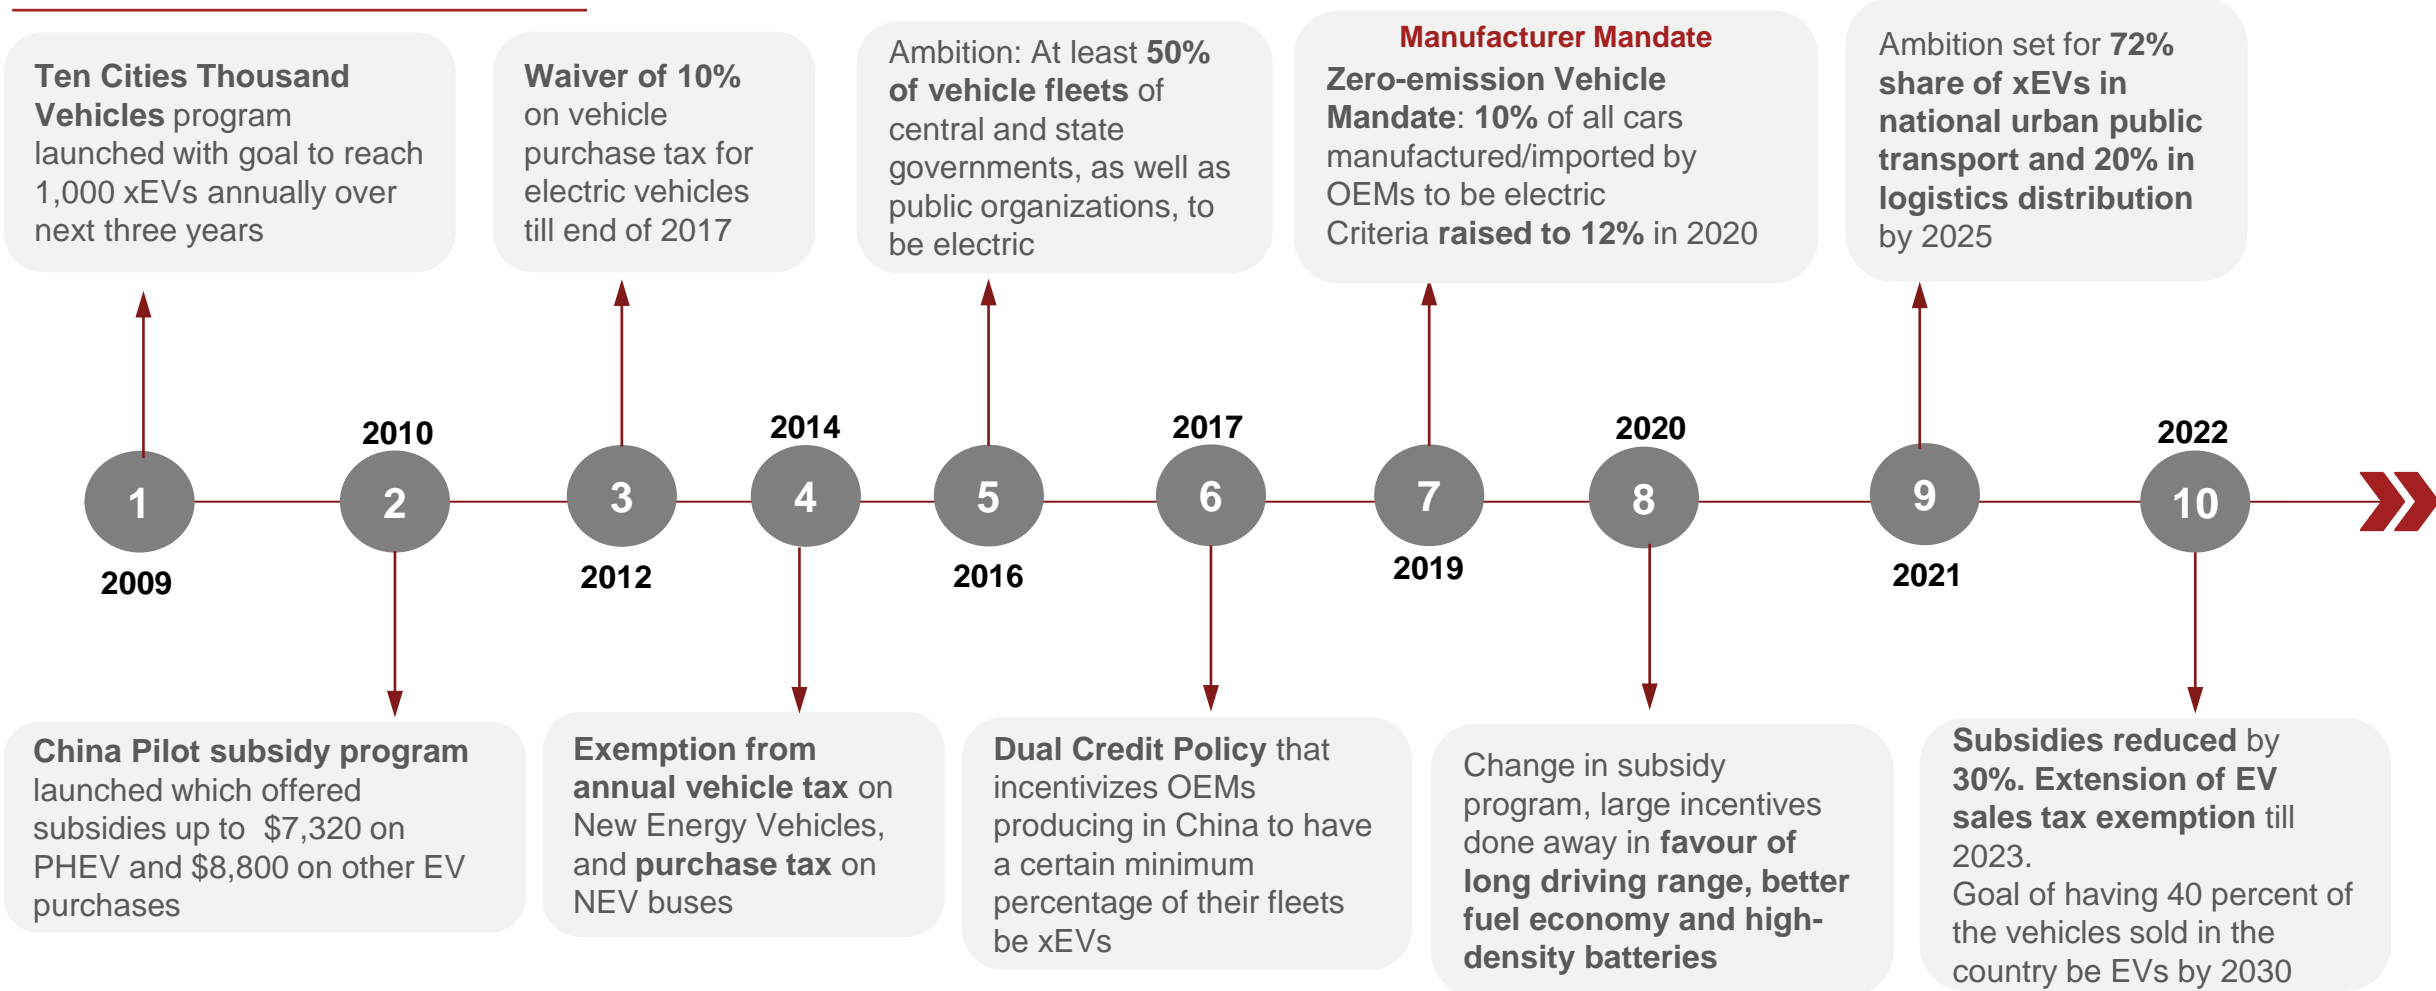 Ten Cities Thousand
Vehicles program
launched with goal to reach
1,000 xEVs annually over
next three years
Waiver of 10%
on vehicle
purchase tax for
electric vehicles
till end of 2017
Ambition: At least 50%
of vehicle fleets of
central and state
governments, as well as
public organizations, to
be electric
Manufacturer Mandate
Zero-emission Vehicle
Mandate: 10% of all cars
manufactured/imported by
OEMs to be electric
Criteria raised to 12% in 2020
Ambition set for 72%
share of xEVs in
national urban public
transport and 20% in
logistics distribution
by 2025
1
2009
2010
2
3
2012
2014
4
5
2016
2017
6
7
2019
2020
8
9
2021
2022
10
China Pilot subsidy program
launched which offered
subsidies up to $7,320 on
PHEV and $8,800 on other EV
purchases
Exemption from
annual vehicle tax on
New Energy Vehicles,
and purchase tax on
NEV buses
Dual Credit Policy that
incentivizes OEMs
producing in China to have
a certain minimum
percentage of their fleets
be xEVs
Change in subsidy
program, large incentives
done away in favour of
long driving range, better
fuel economy and high-
density batteries
Subsidies reduced by
30%. Extension of EV
sales tax exemption till
2023.
Goal of having 40 percent of
the vehicles sold in the
country be EVs by 2030